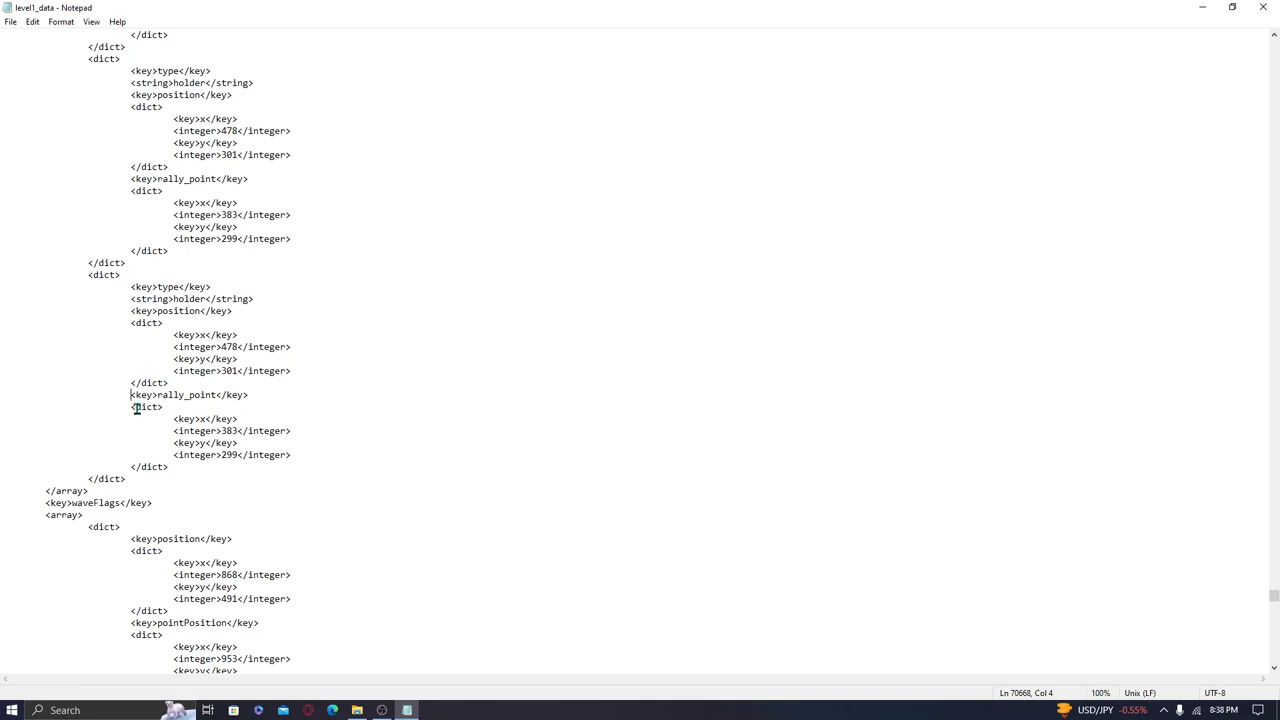 level1_data - Notepad
File Edit Format View Help
</dict>
</dict>
<dict>
<key>type</key>
<string>holder</string>
<key>position</key>
<dict>
<key>x</key>
<integer>478</integer>
<key>y</key>
<integer>301</integer>
</dict>
<key>rally_point</key>
<dict>
<key>x</key>
<integer>383</integer>
<key>y</key>
<integer>299</integer>
</dict>
</dict>
<dict>
<key>type</key>
<string>holder</string>
<key>position</key>
<dict>
<key>x</key>
<integer>478</integer>
<key>y</key>
<integer>301</integer>
</dict>
<key>rally_point</key>
<dict>
<key>x</key>
<integer>383</integer>
<key>y</key>
<integer>299</integer>
</dict>
</dict>
</array>
<key>waveFlags</key>
<array>
<dict>
<key>position</key>
<dict>
<key>x</key>
<integer>868</integer>
<key>y</key>
<integer>491</integer>
</dict>
<key>pointPosition</key>
<dict>
<key>x</key>
<integer>953</integer>
<key>y</key>
Ln 70668, Col 4 100% Unix (LF) UTF-8
Search USD/JPY -0.55% 8:38 PM